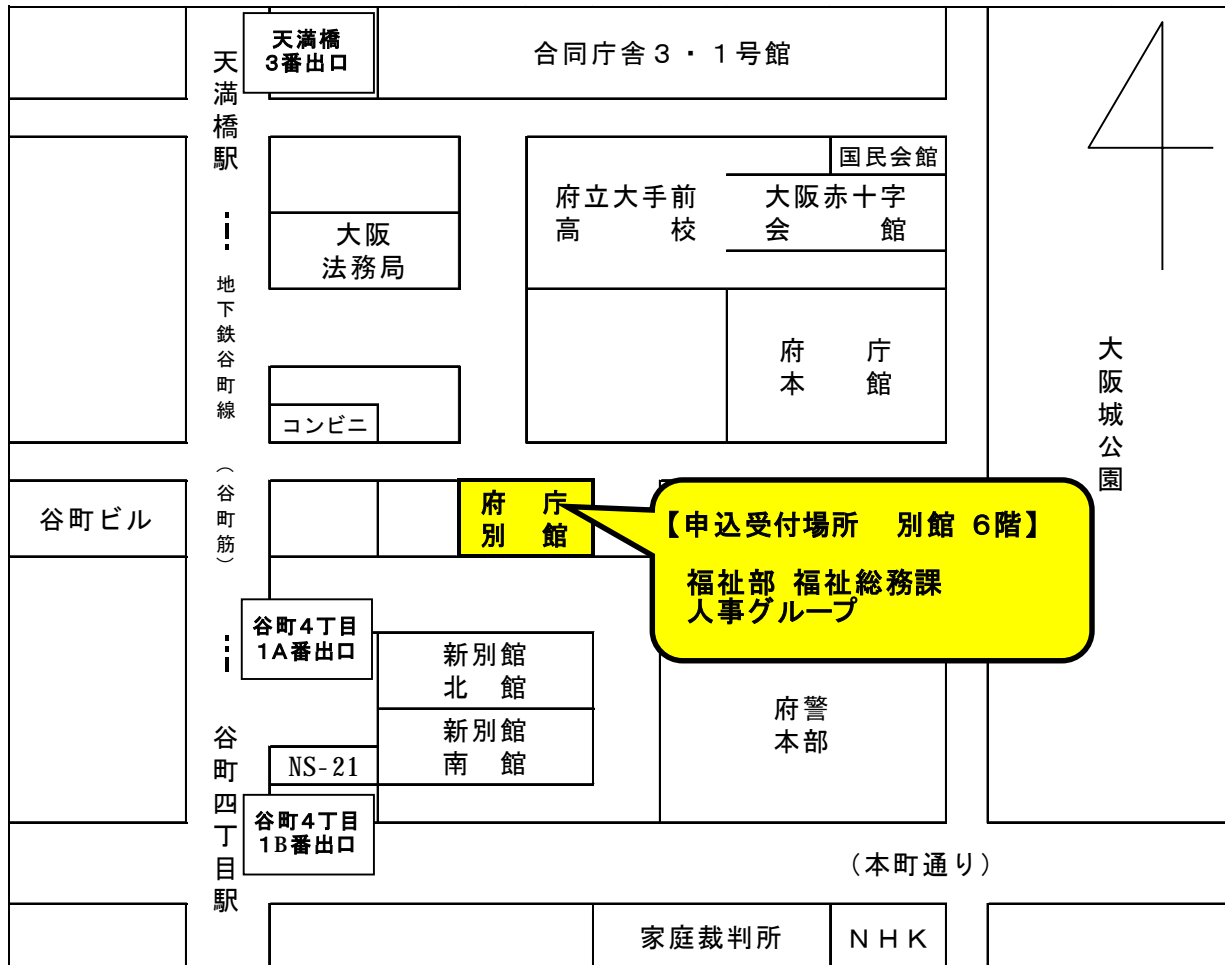 天満橋
3番出口
合同庁舎３・１号館
天満橋駅
国民会館
府立大手前
高　　校
大阪赤十字
会　　館
大阪
法務局
地下鉄谷町線
府　庁
本　館
大阪城公園
コンビニ
（谷町筋）
谷町ビル
府　庁
別　館
【申込受付場所　別館 6階】
福祉部 福祉総務課
人事グループ
谷町4丁目
1A番出口
新別館
北　館
府警
本部
新別館
南　館
NS-21
谷町四丁目駅
谷町4丁目
1B番出口
（本町通り）
家庭裁判所
ＮＨＫ